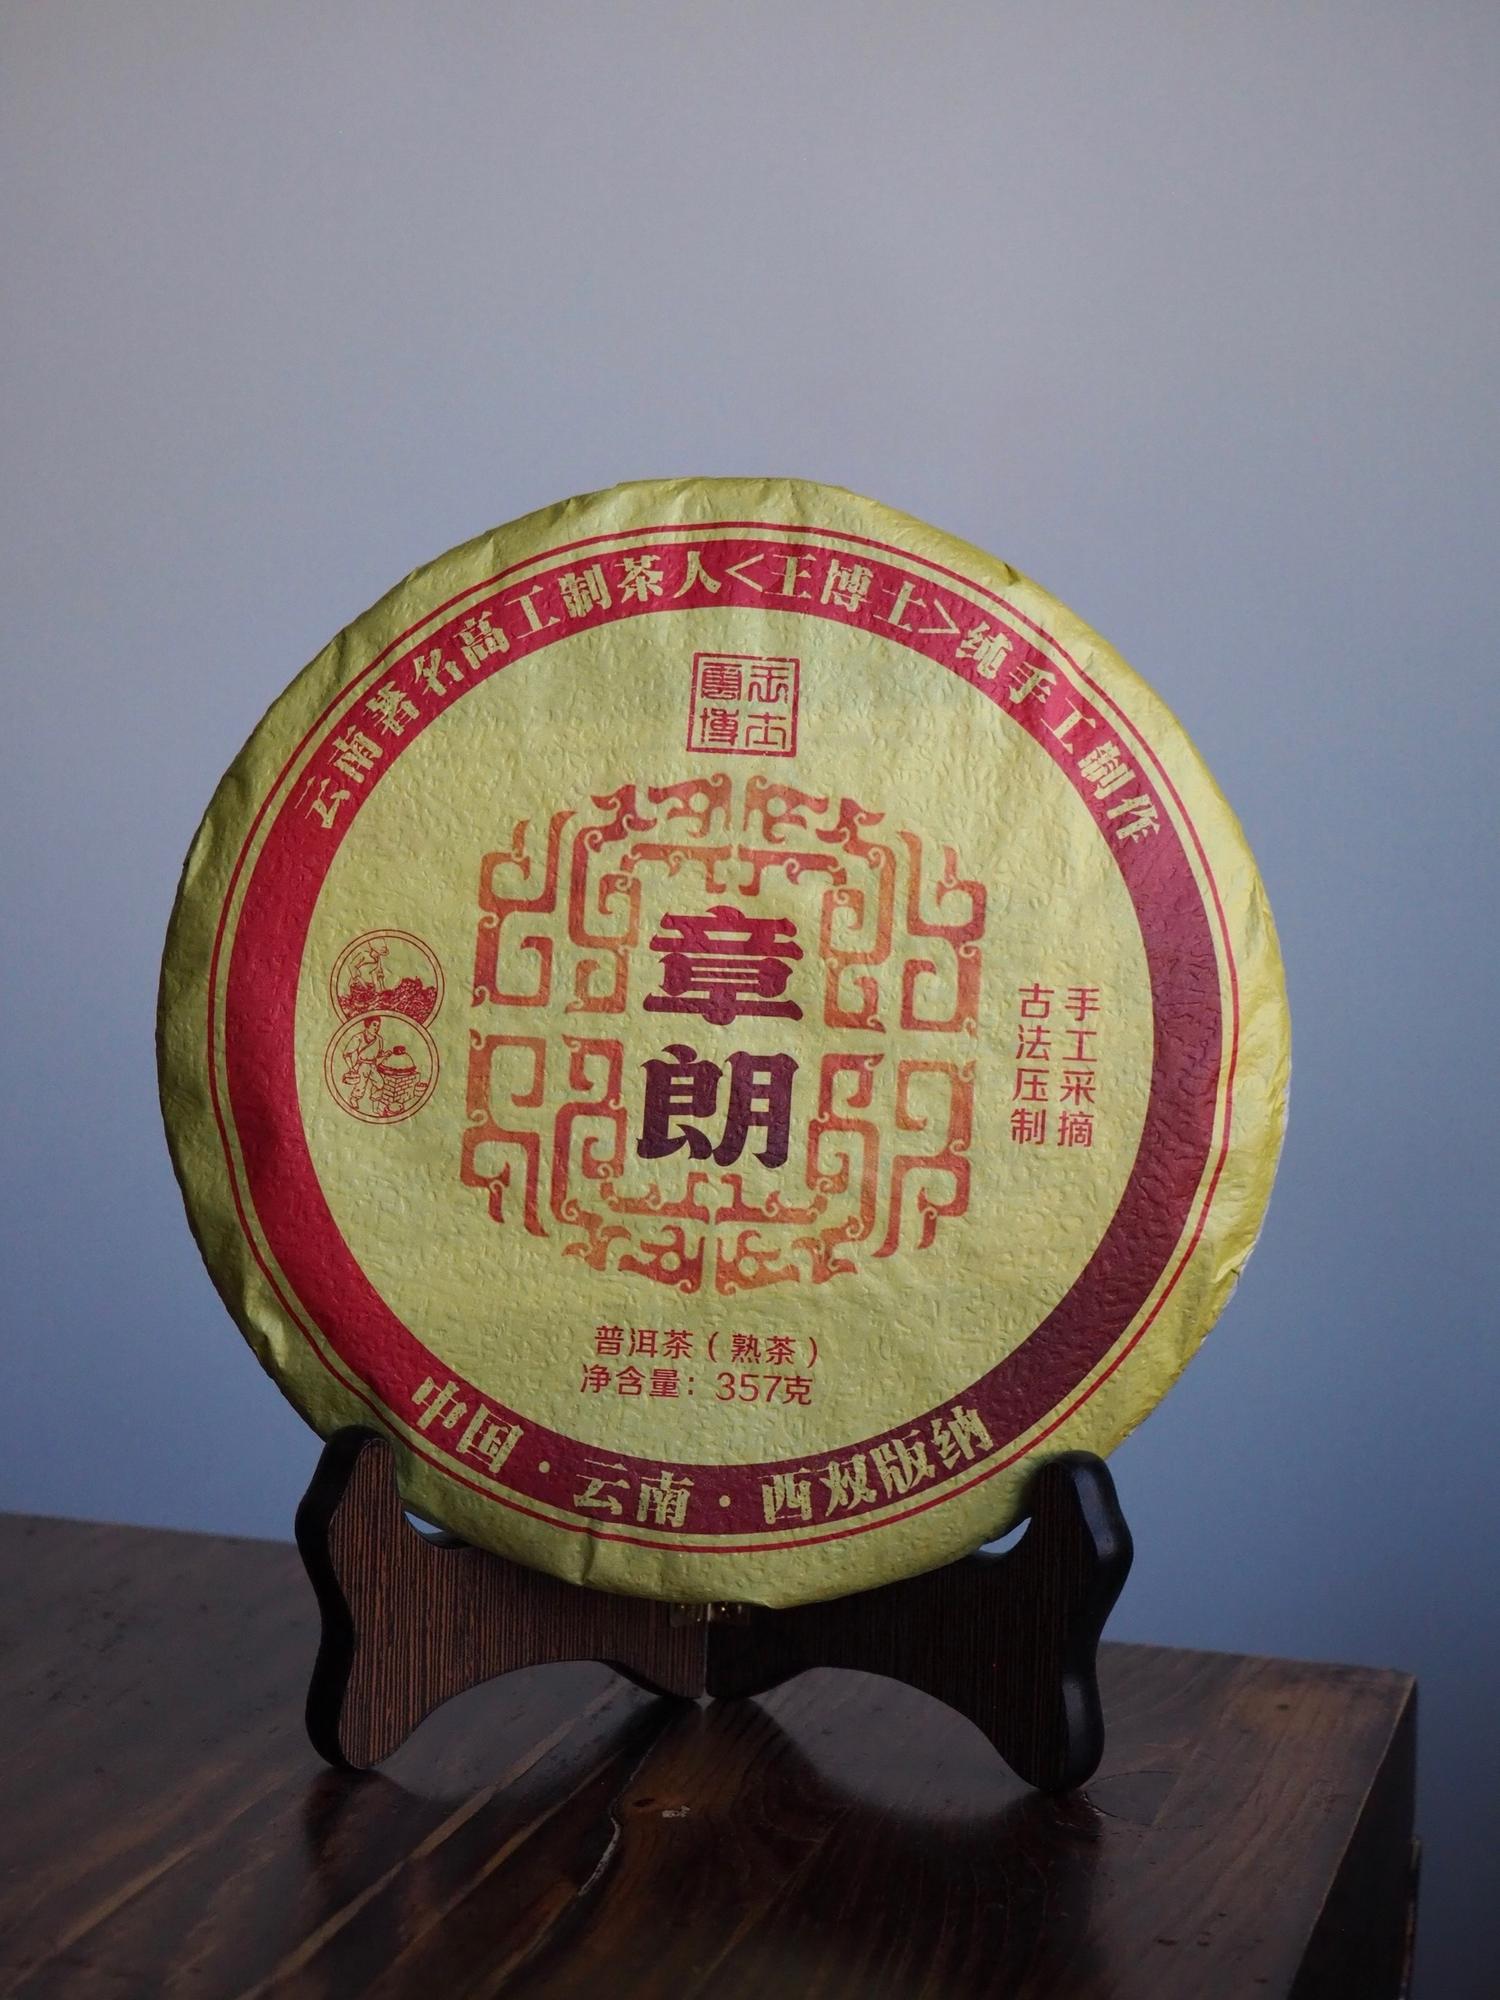 云南著名高工制茶人<王博士>纯手工制作
章朗
手工采摘
古法压制
普洱茶（熟茶）
净含量：357克
中国·云南·西双版纳